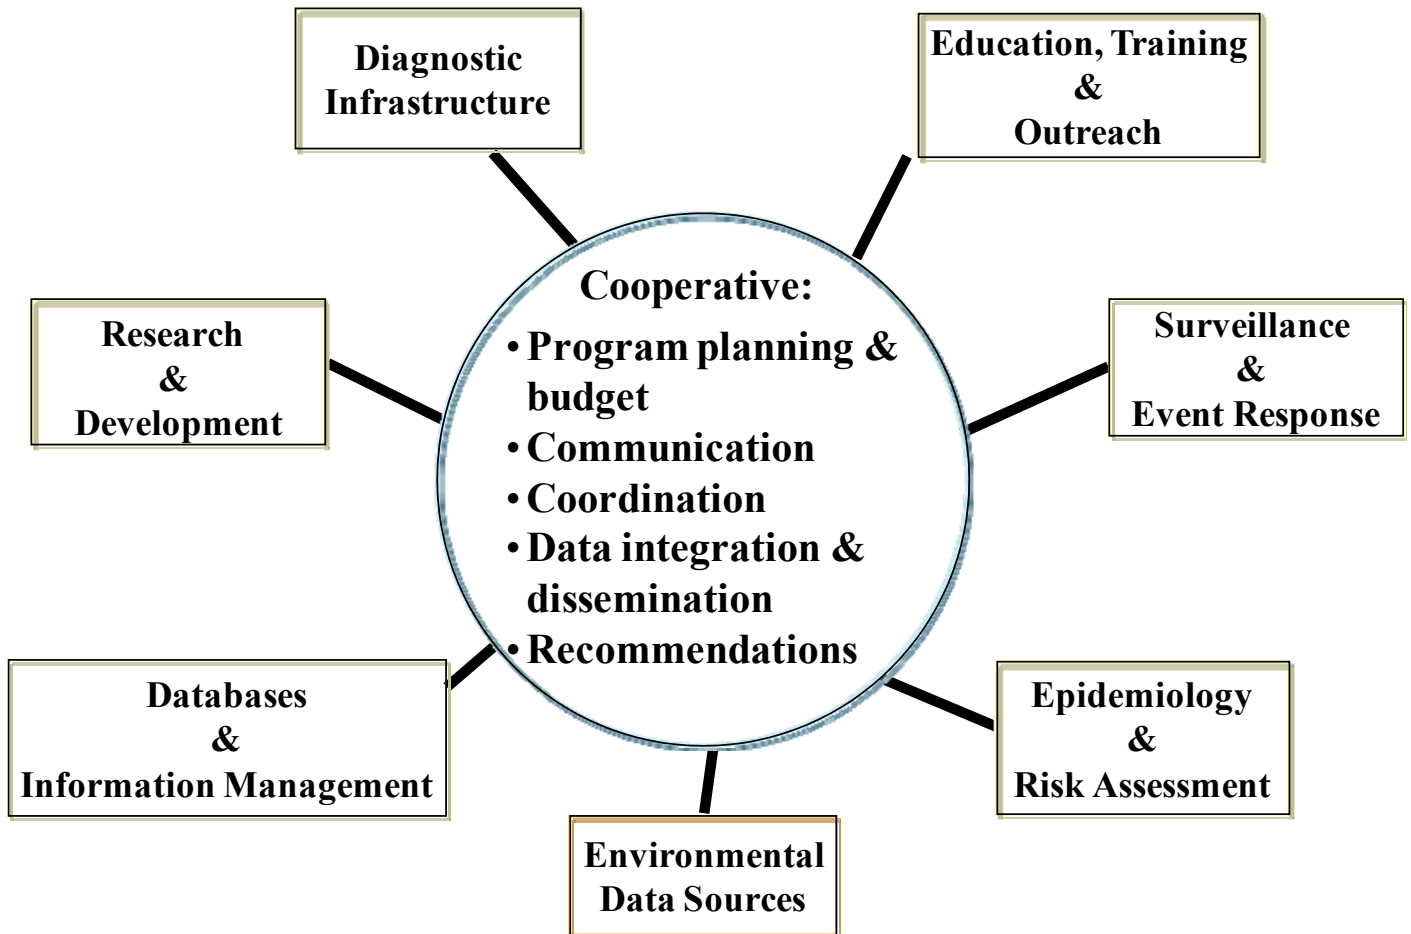 Diagnostic
Infrastructure
Education, Training
&
Outreach
Research
&
Development
Cooperative:
• Program planning &
budget
• Communication
• Coordination
• Data integration &
dissemination
• Recommendations
Surveillance
&
Event Response
Databases
&
Information Management
Epidemiology
&
Risk Assessment
Environmental
Data Sources